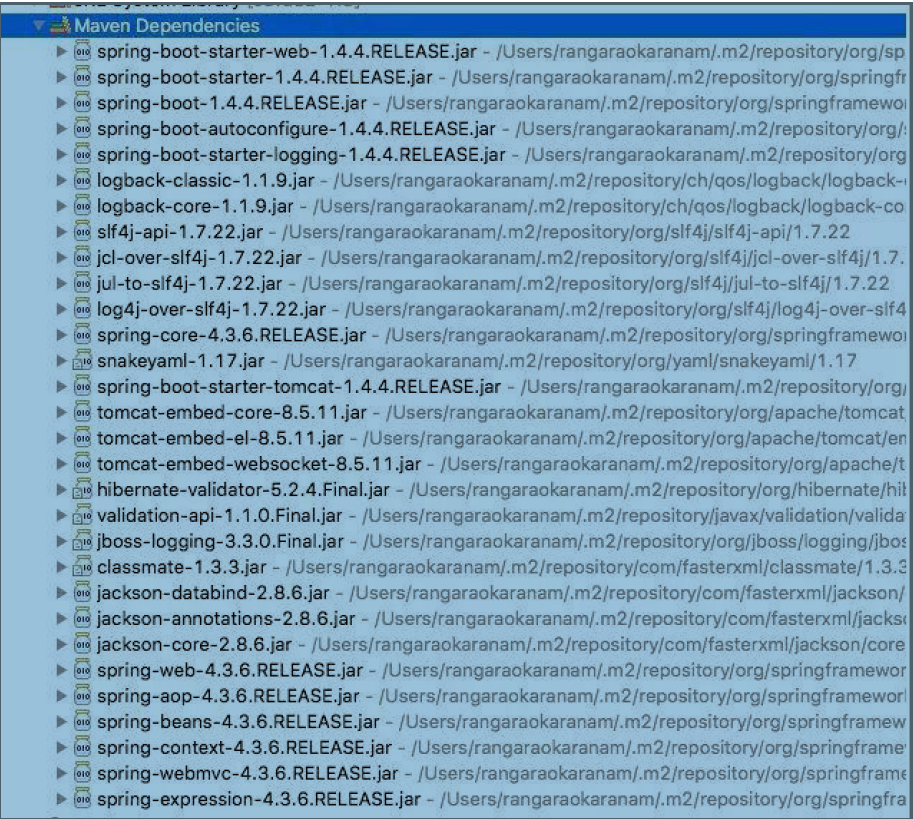 Maven Dependencies
spring-boot-starter-web-1.4.4.RELEASE.jar - /Users/rangaraokaranam/.m2/repository/org/sp
spring-boot-starter-1.4.4.RELEASE.jar - /Users/rangaraokaranam/.m2/repository/org/springfr
spring-boot-1.4.4.RELEASE.jar - /Users/rangaraokaranam/.m2/repository/org/springframewo
spring-boot-autoconfigure-1.4.4.RELEASE.jar - /Users/rangaraokaranam/.m2/repository/org/
spring-boot-starter-logging-1.4.4.RELEASE.jar - /Users/rangaraokaranam/.m2/repository/org
logback-classic-1.1.9.jar - /Users/rangaraokaranam/.m2/repository/ch/qos/logback/logback-
logback-core-1.1.9.jar - /Users/rangaraokaranam/.m2/repository/ch/qos/logback/logback-co
slf4j-api-1.7.22.jar - /Users/rangaraokaranam/.m2/repository/org/slf4j/slf4j-api/1.7.22
jcl-over-slf4j-1.7.22.jar - /Users/rangaraokaranam/.m2/repository/org/slf4j/jcl-over-slf4j/1.7.
jul-to-slf4j-1.7.22.jar - /Users/rangaraokaranam/.m2/repository/org/slf4j/jul-to-slf4j/1.7.22
log4j-over-slf4j-1.7.22.jar - /Users/rangaraokaranam/.m2/repository/org/slf4j/log4j-over-slf4
spring-core-4.3.6.RELEASE.jar - /Users/rangaraokaranam/.m2/repository/org/springframewo
snakeyaml-1.17.jar - /Users/rangaraokaranam/.m2/repository/org/yaml/snakeyaml/1.17
spring-boot-starter-tomcat-1.4.4.RELEASE.jar - /Users/rangaraokaranam/.m2/repository/org/
tomcat-embed-core-8.5.11.jar - /Users/rangaraokaranam/.m2/repository/org/apache/tomcat
tomcat-embed-el-8.5.11.jar - /Users/rangaraokaranam/.m2/repository/org/apache/tomcat/em
tomcat-embed-websocket-8.5.11.jar - /Users/rangaraokaranam/.m2/repository/org/apache/t
hibernate-validator-5.2.4.Final.jar - /Users/rangaraokaranam/.m2/repository/org/hibernate/hib
validation-api-1.1.0.Final.jar - /Users/rangaraokaranam/.m2/repository/javax/validation/valida
jboss-logging-3.3.0.Final.jar - /Users/rangaraokaranam/.m2/repository/org/jboss/logging/jbos
classmate-1.3.3.jar - /Users/rangaraokaranam/.m2/repository/com/fasterxml/classmate/1.3.3
jackson-databind-2.8.6.jar - /Users/rangaraokaranam/.m2/repository/com/fasterxml/jackson/
jackson-annotations-2.8.6.jar - /Users/rangaraokaranam/.m2/repository/com/fasterxml/jacks
jackson-core-2.8.6.jar - /Users/rangaraokaranam/.m2/repository/com/fasterxml/jackson/core
spring-web-4.3.6.RELEASE.jar - /Users/rangaraokaranam/.m2/repository/org/springframewor
spring-aop-4.3.6.RELEASE.jar - /Users/rangaraokaranam/.m2/repository/org/springframewor
spring-beans-4.3.6.RELEASE.jar - /Users/rangaraokaranam/.m2/repository/org/springframew
spring-context-4.3.6.RELEASE.jar - /Users/rangaraokaranam/.m2/repository/org/springframe
spring-webmvc-4.3.6.RELEASE.jar - /Users/rangaraokaranam/.m2/repository/org/springframe
spring-expression-4.3.6.RELEASE.jar - /Users/rangaraokaranam/.m2/repository/org/springfra